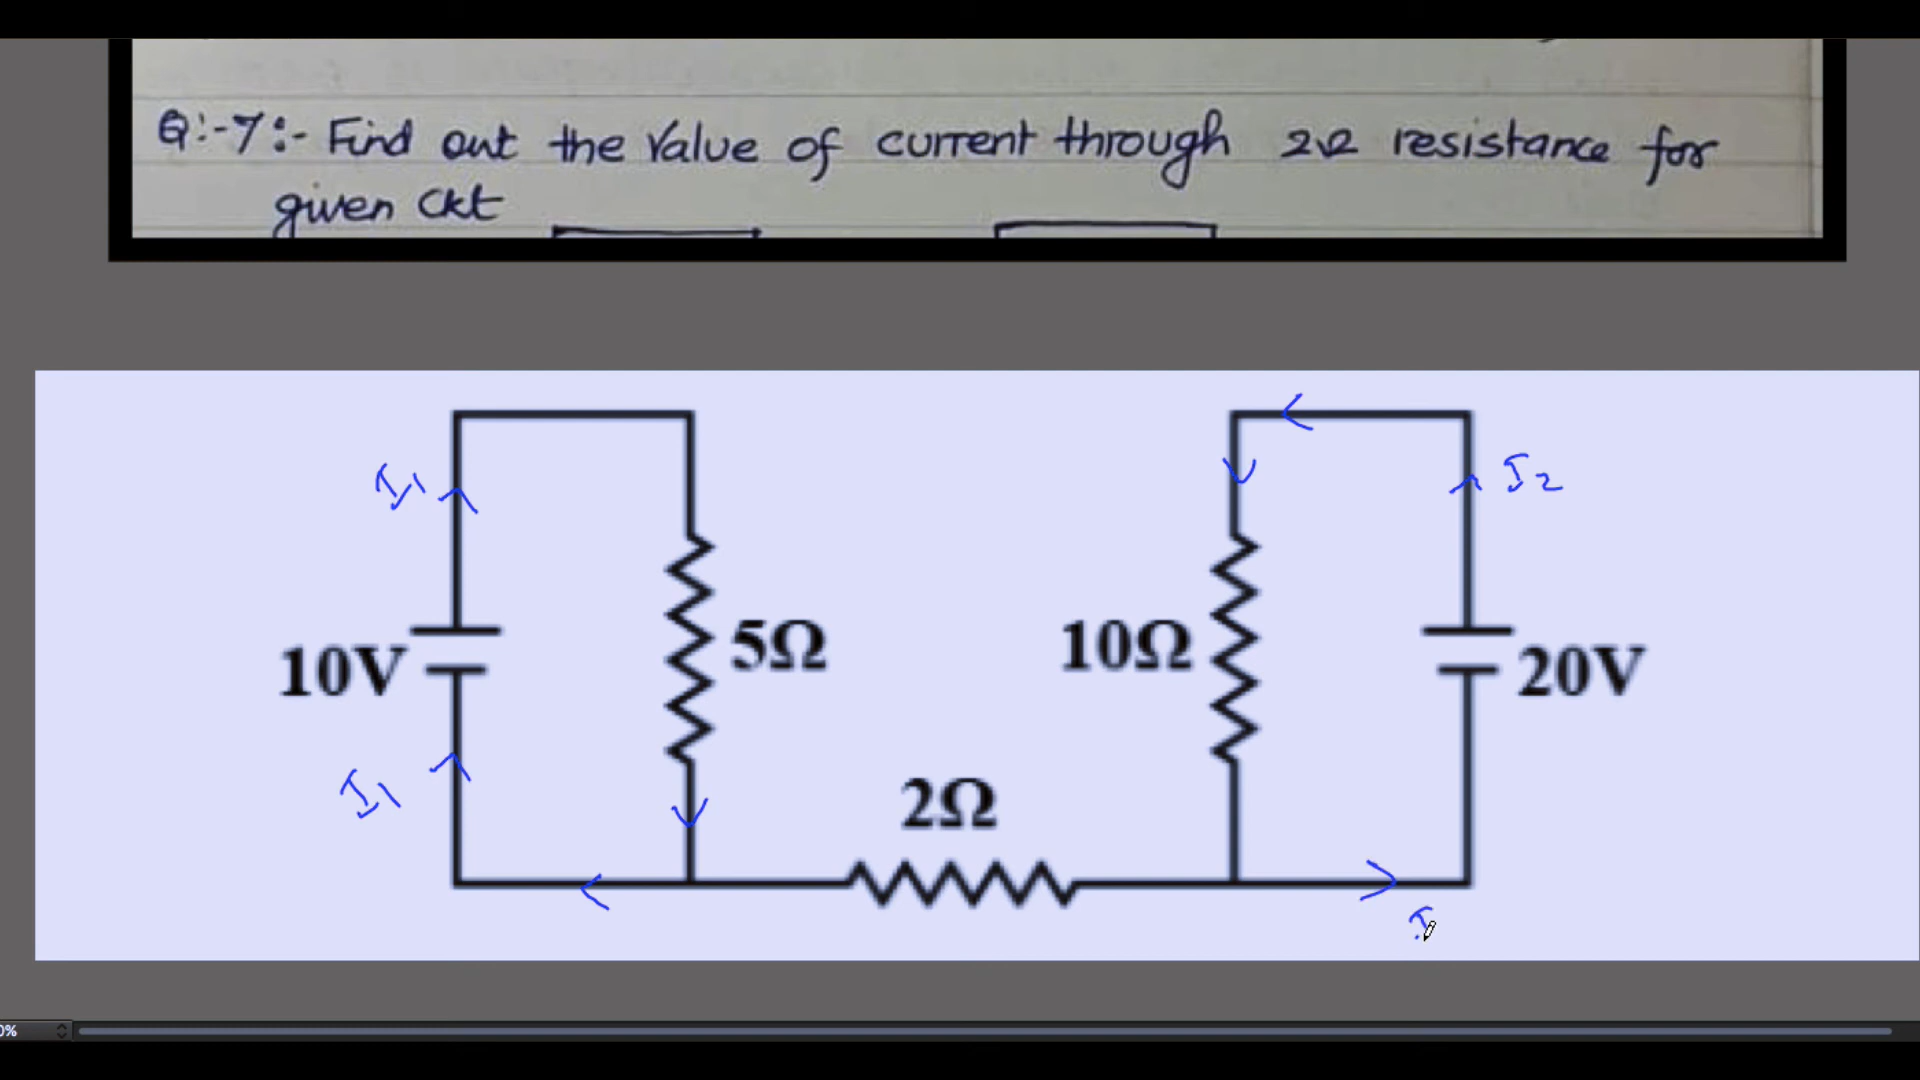 Q:-7:- Find out the value of current through 2Ω resistance for
given Ckt
I1
I2
10V
5Ω
10Ω
20V
I1
2Ω
I
0%